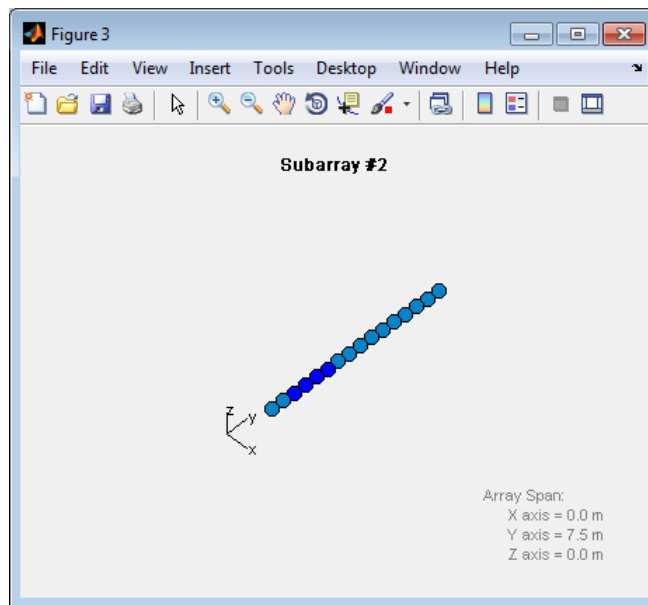 Figure 3
File Edit View Insert Tools Desktop Window Help
Subarray #2
z
y
x
Array Span:
X axis = 0.0 m
Y axis = 7.5 m
Z axis = 0.0 m